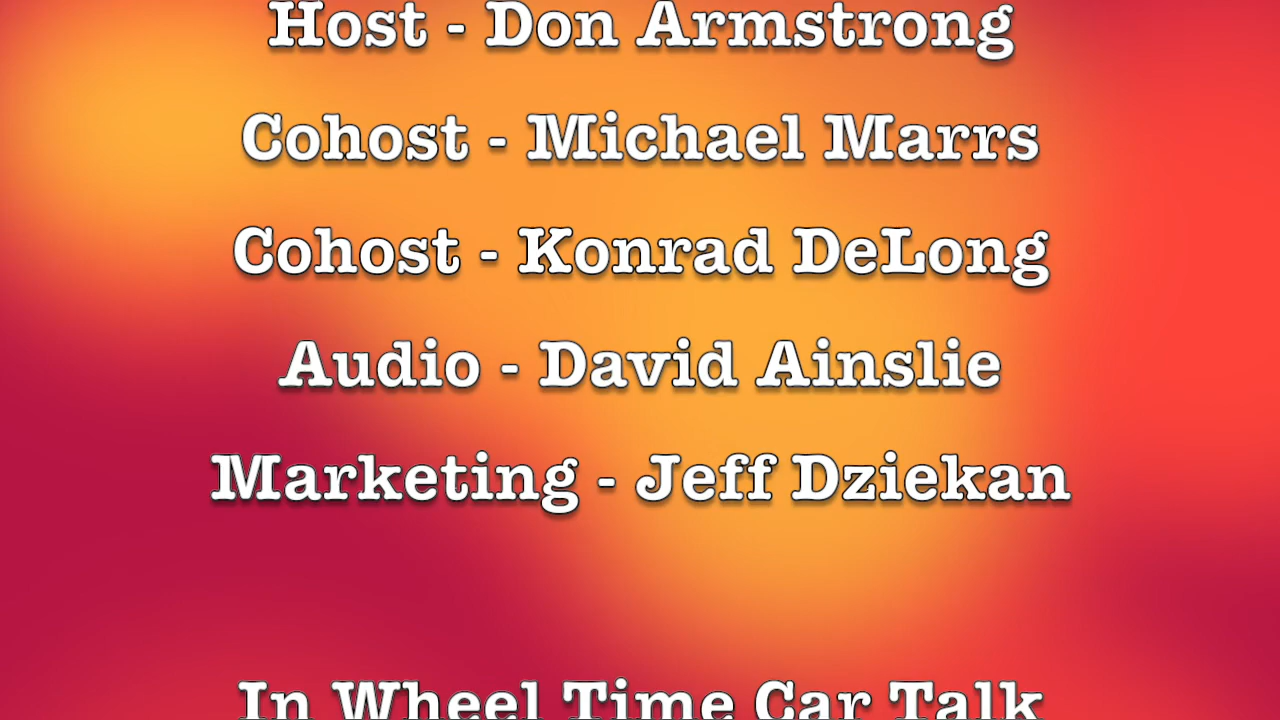 Host - Don Armstrong
Cohost - Michael Marrs
Cohost - Konrad DeLong
Audio - David Ainslie
Marketing - Jeff Dziekan
In Wheel Time Car Talk